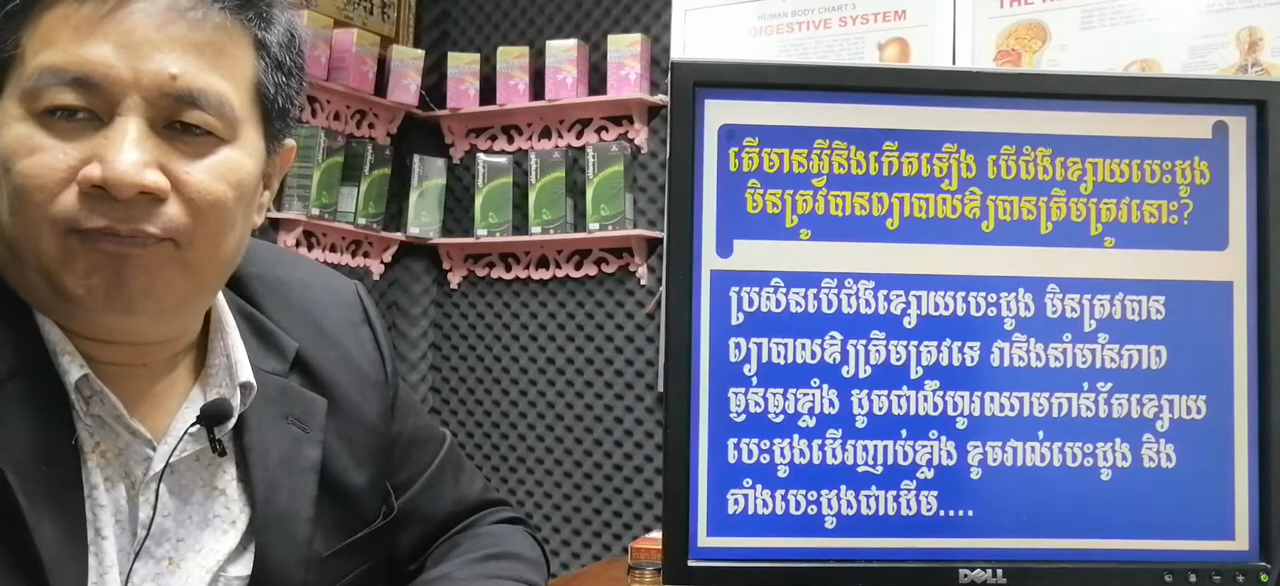 HUMAN BODY CHART 3
DIGESTIVE SYSTEM
THE
តើមានអ្វីនឹងកើតឡើង បើជំងឺខ្សោយបេះដូង
មិនត្រូវបានព្យាបាលឱ្យបានត្រឹមត្រូវនោះ?
ប្រសិនបើជំងឺខ្សោយបេះដូង មិនត្រូវបាន
ព្យាបាលឱ្យត្រឹមត្រូវទេ វានឹងនាំមានភាព
ធ្ងន់ធ្ងរខ្លាំង ដូចជាលំហូរឈាមកាន់តែខ្សោយ
បេះដូងដើរញាប់ខ្លាំង ខូចវាល់បេះដូង និង
គាំងបេះដូងជាដើម....
DELL